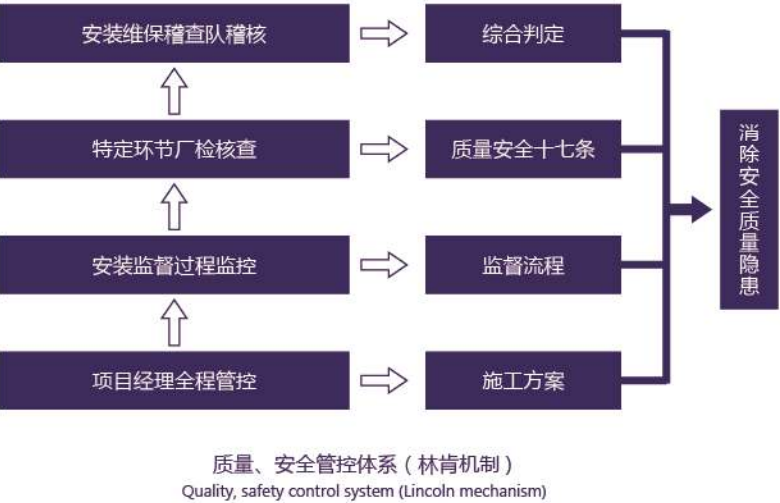 安装维保稽查队稽核
综合判定
特定环节厂检核查
质量安全十七条
安装监督过程监控
监督流程
项目经理全程管控
施工方案
消除安全质量隐患
质量、安全管控体系（林肯机制）
Quality, safety control system (Lincoln mechanism)